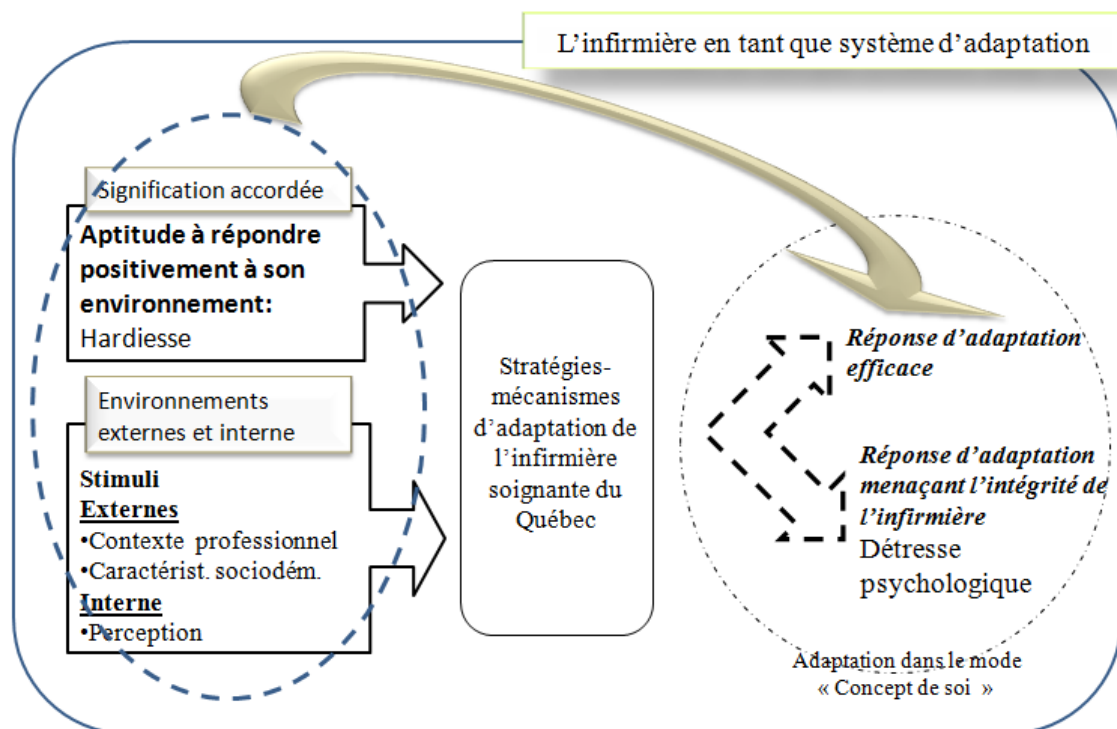 L’infirmière en tant que système d’adaptation
Signification accordée
Aptitude à répondre
positivement à son
environnement:
Hardiesse
Environnements
externes et interne
Stimuli
Externes
•Contexte professionnel
•Caractérist. sociodém.
Interne
•Perception
Stratégies-
mécanismes
d’adaptation de
l’infirmière
soignante du
Québec
Réponse d’adaptation
efficace
Réponse d’adaptation
menaçant l’intégrité de
l’infirmière
Détresse
psychologique
Adaptation dans le mode
« Concept de soi »